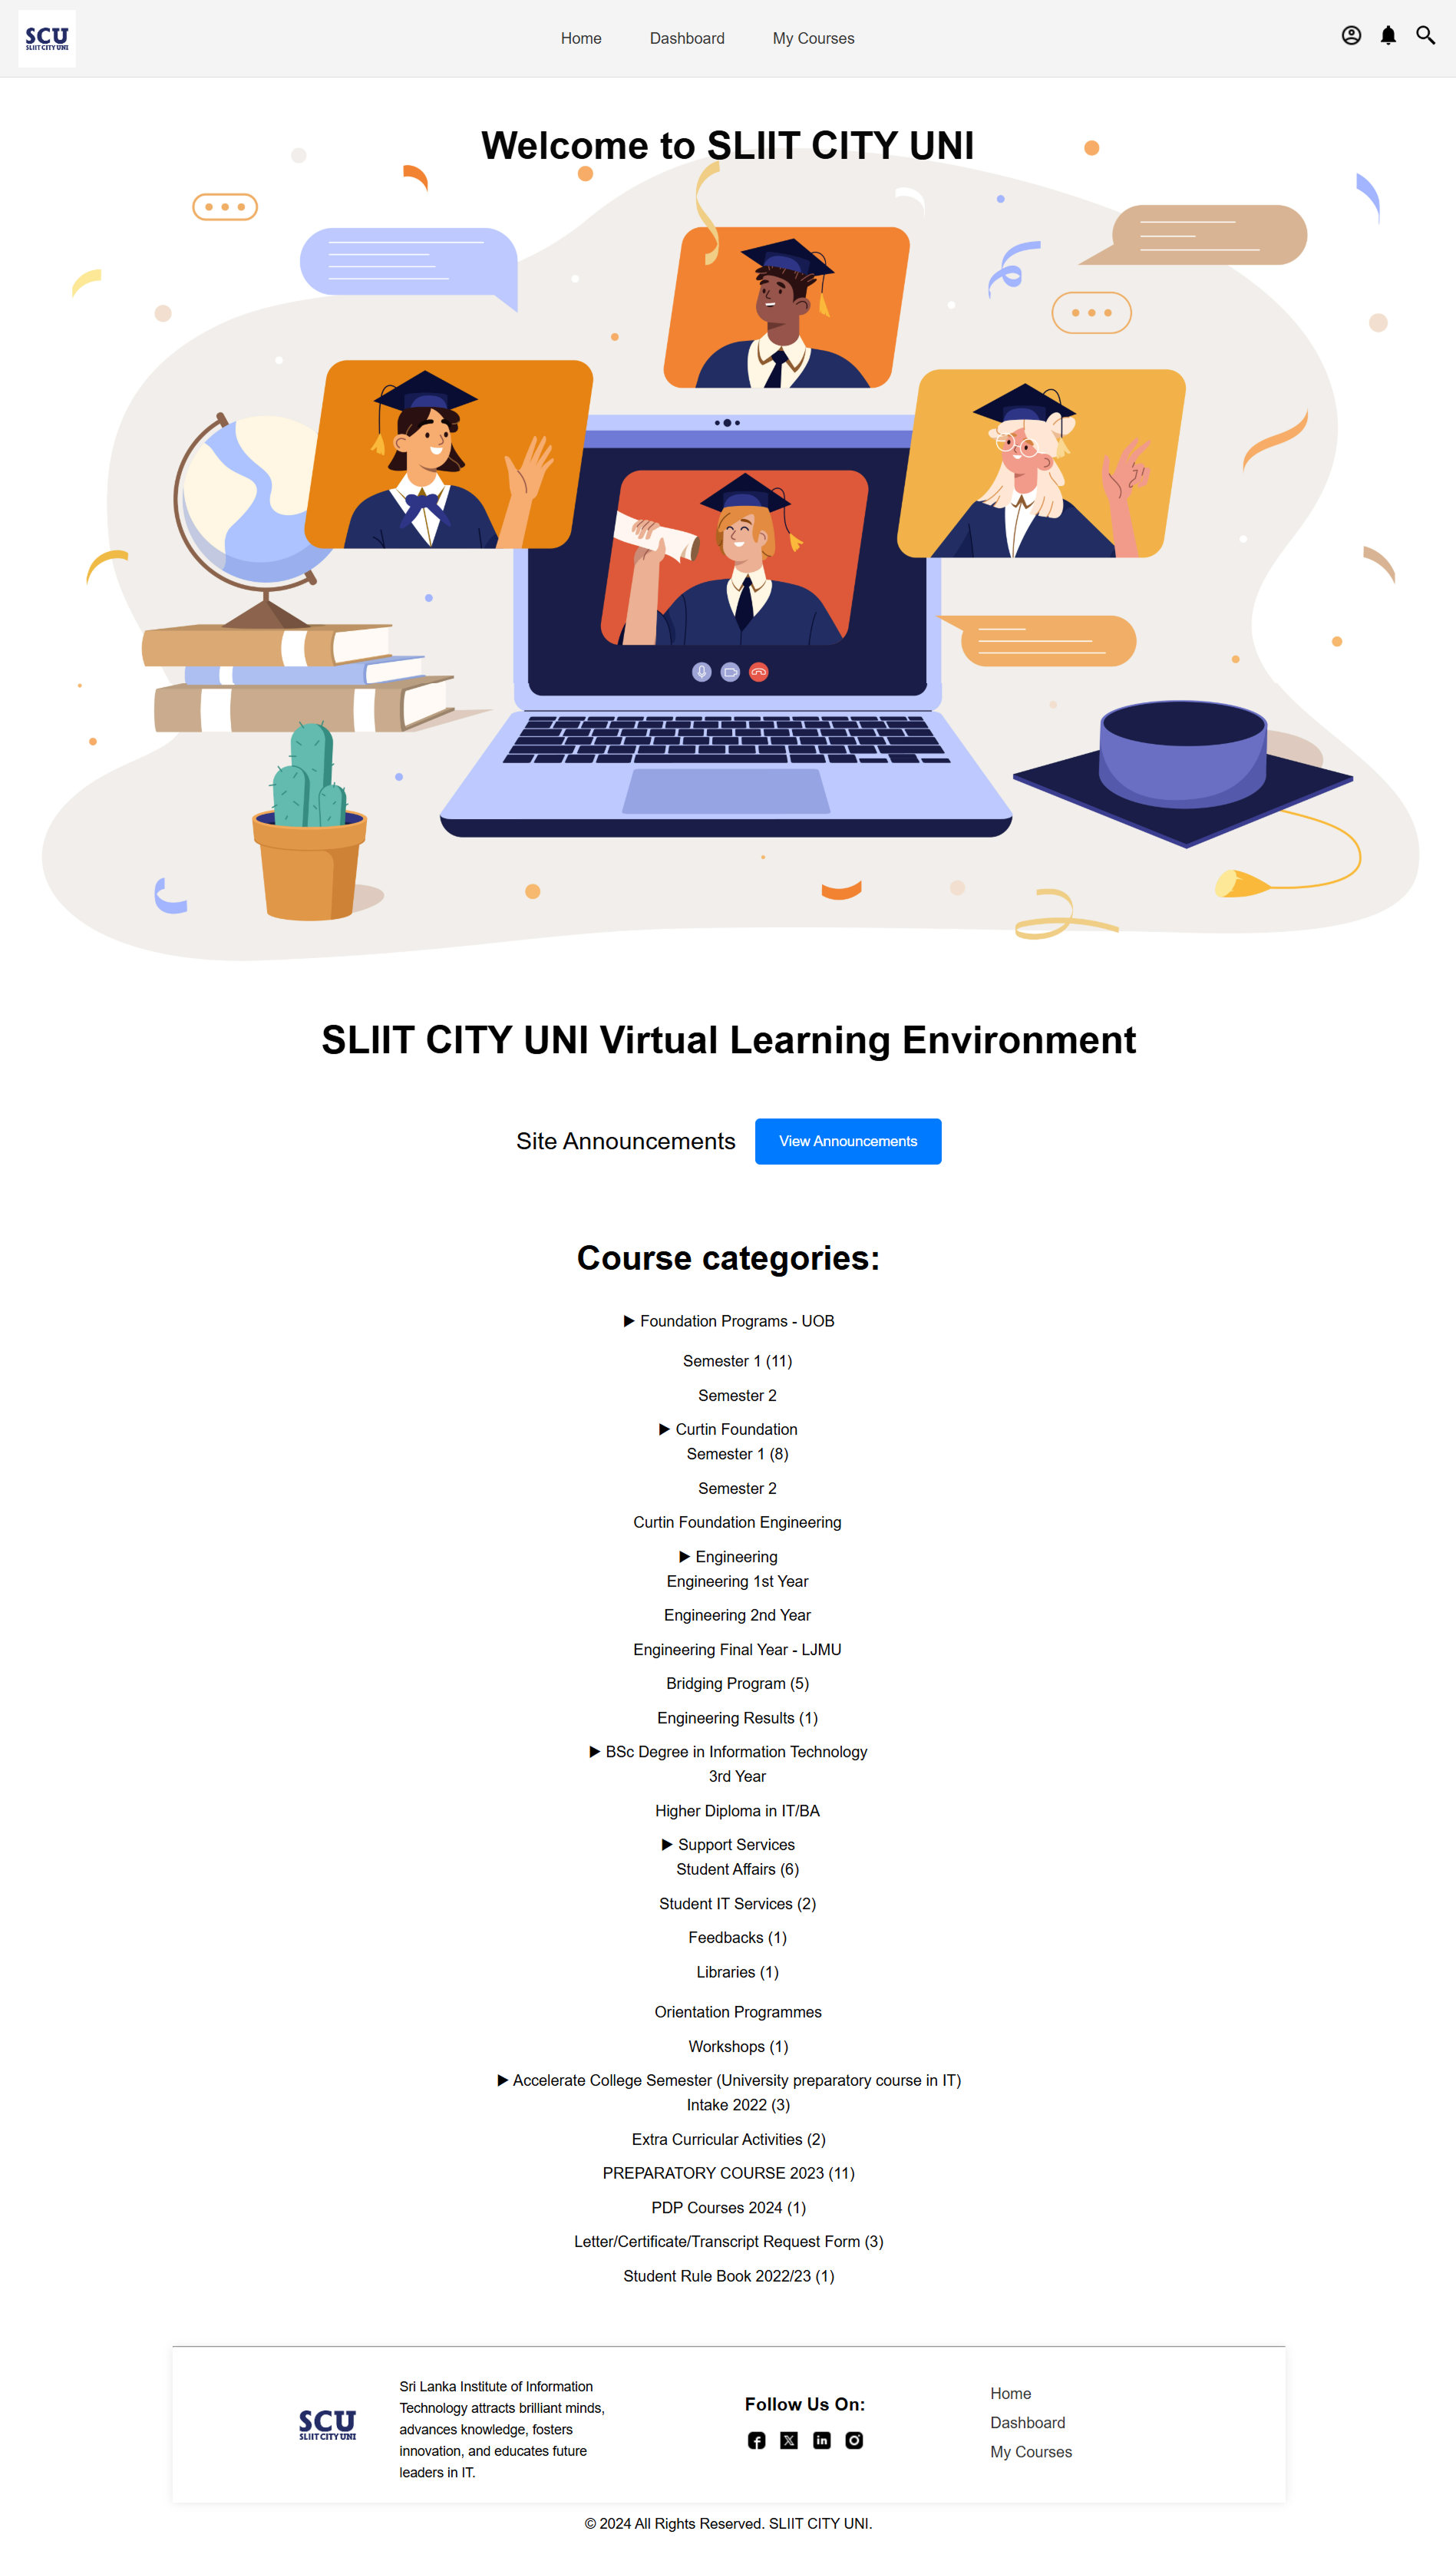 SCU
SLIIT CITY UNI
Home
Dashboard
My Courses
Welcome to SLIIT CITY UNI
SLIIT CITY UNI Virtual Learning Environment
Site Announcements
View Announcements
Course categories:
▶ Foundation Programs - UOB
Semester 1 (11)
Semester 2
▶ Curtin Foundation
Semester 1 (8)
Semester 2
Curtin Foundation Engineering
▶ Engineering
Engineering 1st Year
Engineering 2nd Year
Engineering Final Year - LJMU
Bridging Program (5)
Engineering Results (1)
▶ BSc Degree in Information Technology
3rd Year
Higher Diploma in IT/BA
▶ Support Services
Student Affairs (6)
Student IT Services (2)
Feedbacks (1)
Libraries (1)
Orientation Programmes
Workshops (1)
▶ Accelerate College Semester (University preparatory course in IT)
Intake 2022 (3)
Extra Curricular Activities (2)
PREPARATORY COURSE 2023 (11)
PDP Courses 2024 (1)
Letter/Certificate/Transcript Request Form (3)
Student Rule Book 2022/23 (1)
SCU
SLIIT CITY UNI
Sri Lanka Institute of Information
Technology attracts brilliant minds,
advances knowledge, fosters
innovation, and educates future
leaders in IT.
Follow Us On:
Home
Dashboard
My Courses
© 2024 All Rights Reserved. SLIIT CITY UNI.